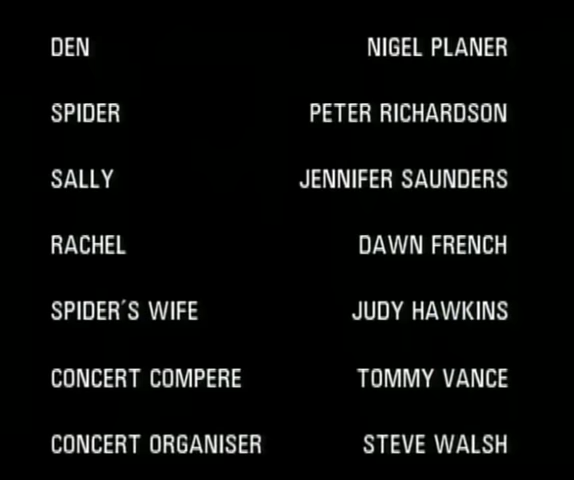 DEN NIGEL PLANER
SPIDER PETER RICHARDSON
SALLY JENNIFER SAUNDERS
RACHEL DAWN FRENCH
SPIDER´S WIFE JUDY HAWKINS
CONCERT COMPERE TOMMY VANCE
CONCERT ORGANISER STEVE WALSH